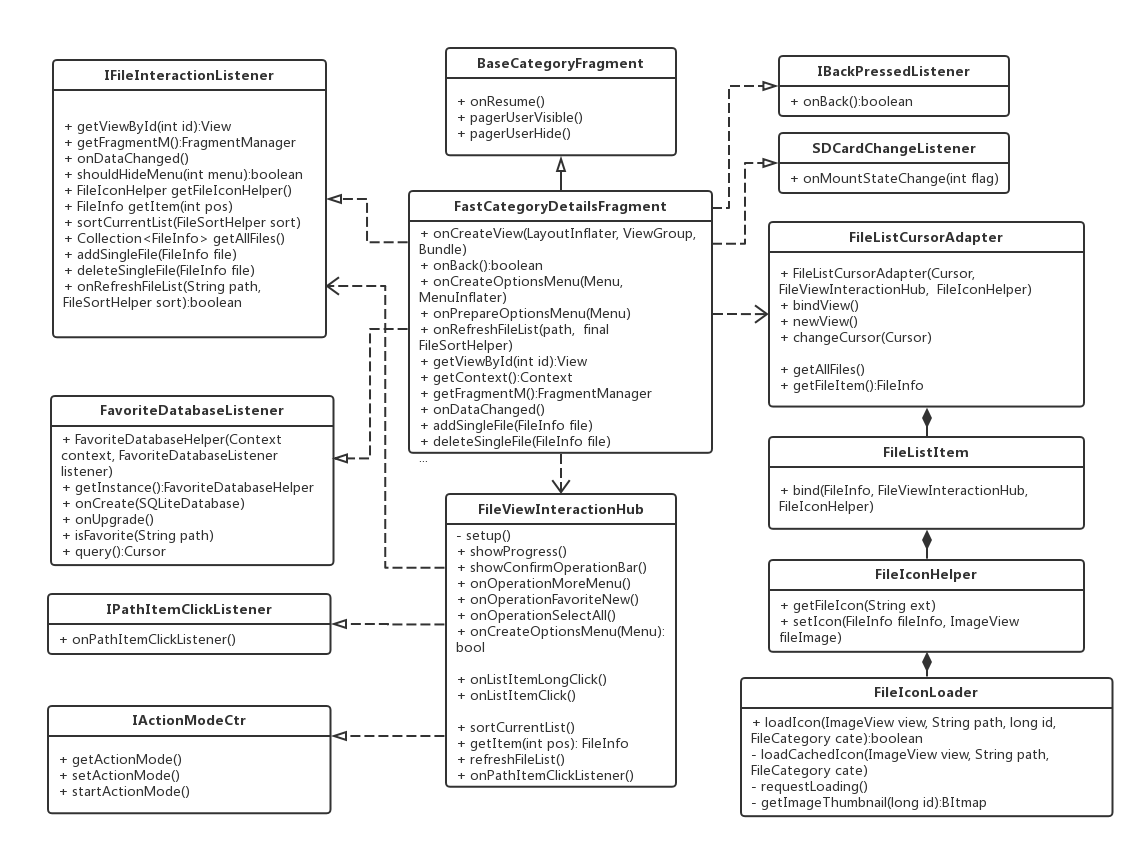 IFileInteractionListener
+ getViewById(int id):View
+ getFragmentM():FragmentManager
+ onDataChanged()
+ shouldHideMenu(int menu):boolean
+ FileIconHelper getFileIconHelper()
+ FileInfo getItem(int pos)
+ sortCurrentList(FileSortHelper sort)
+ Collection<FileInfo> getAllFiles()
+ addSingleFile(FileInfo file)
+ deleteSingleFile(FileInfo file)
+ onRefreshFileList(String path,
FileSortHelper sort):boolean
FavoriteDatabaseListener
+ FavoriteDatabaseHelper(Context
context, FavoriteDatabaseListener
listener)
+ getInstance():FavoriteDatabaseHelper
+ onCreate(SQLiteDatabase)
+ onUpgrade()
+ isFavorite(String path)
+ query():Cursor
IPathItemClickListener
+ onPathItemClickListener()
IActionModeCtr
+ getActionMode()
+ setActionMode()
+ startActionMode()
BaseCategoryFragment
+ onResume()
+ pagerUserVisible()
+ pagerUserHide()
FastCategoryDetailsFragment
+ onCreateView(LayoutInflater, ViewGroup,
Bundle)
+ onBack():boolean
+ onCreateOptionsMenu(Menu,
MenuInflater)
+ onPrepareOptionsMenu(Menu)
+ onRefreshFileList(path, final
FileSortHelper)
+ getViewById(int id):View
+ getContext():Context
+ getFragmentM():FragmentManager
+ onDataChanged()
+ addSingleFile(FileInfo file)
+ deleteSingleFile(FileInfo file)
...
FileViewInteractionHub
- setup()
+ showProgress()
+ showConfirmOperationBar()
+ onOperationMoreMenu()
+ onOperationFavoriteNew()
+ onOperationSelectAll()
+ onCreateOptionsMenu(Menu):
bool
+ onListItemLongClick()
+ onListItemClick()
+ sortCurrentList()
+ getItem(int pos): FileInfo
+ refreshFileList()
+ onPathItemClickListener()
IBackPressedListener
+ onBack():boolean
SDCardChangeListener
+ onMountStateChange(int flag)
FileListCursorAdapter
+ FileListCursorAdapter(Cursor,
FileViewInteractionHub, FileIconHelper)
+ bindView()
+ newView()
+ changeCursor(Cursor)
+ getAllFiles()
+ getFileItem():FileInfo
FileListItem
+ bind(FileInfo, FileViewInteractionHub,
FileIconHelper)
FileIconHelper
+ getFileIcon(String ext)
+ setIcon(FileInfo fileInfo, ImageView
fileImage)
FileIconLoader
+ loadIcon(ImageView view, String path, long id,
FileCategory cate):boolean
- loadCachedIcon(ImageView view, String path,
FileCategory cate)
- requestLoading()
- getImageThumbnail(long id):BItmap